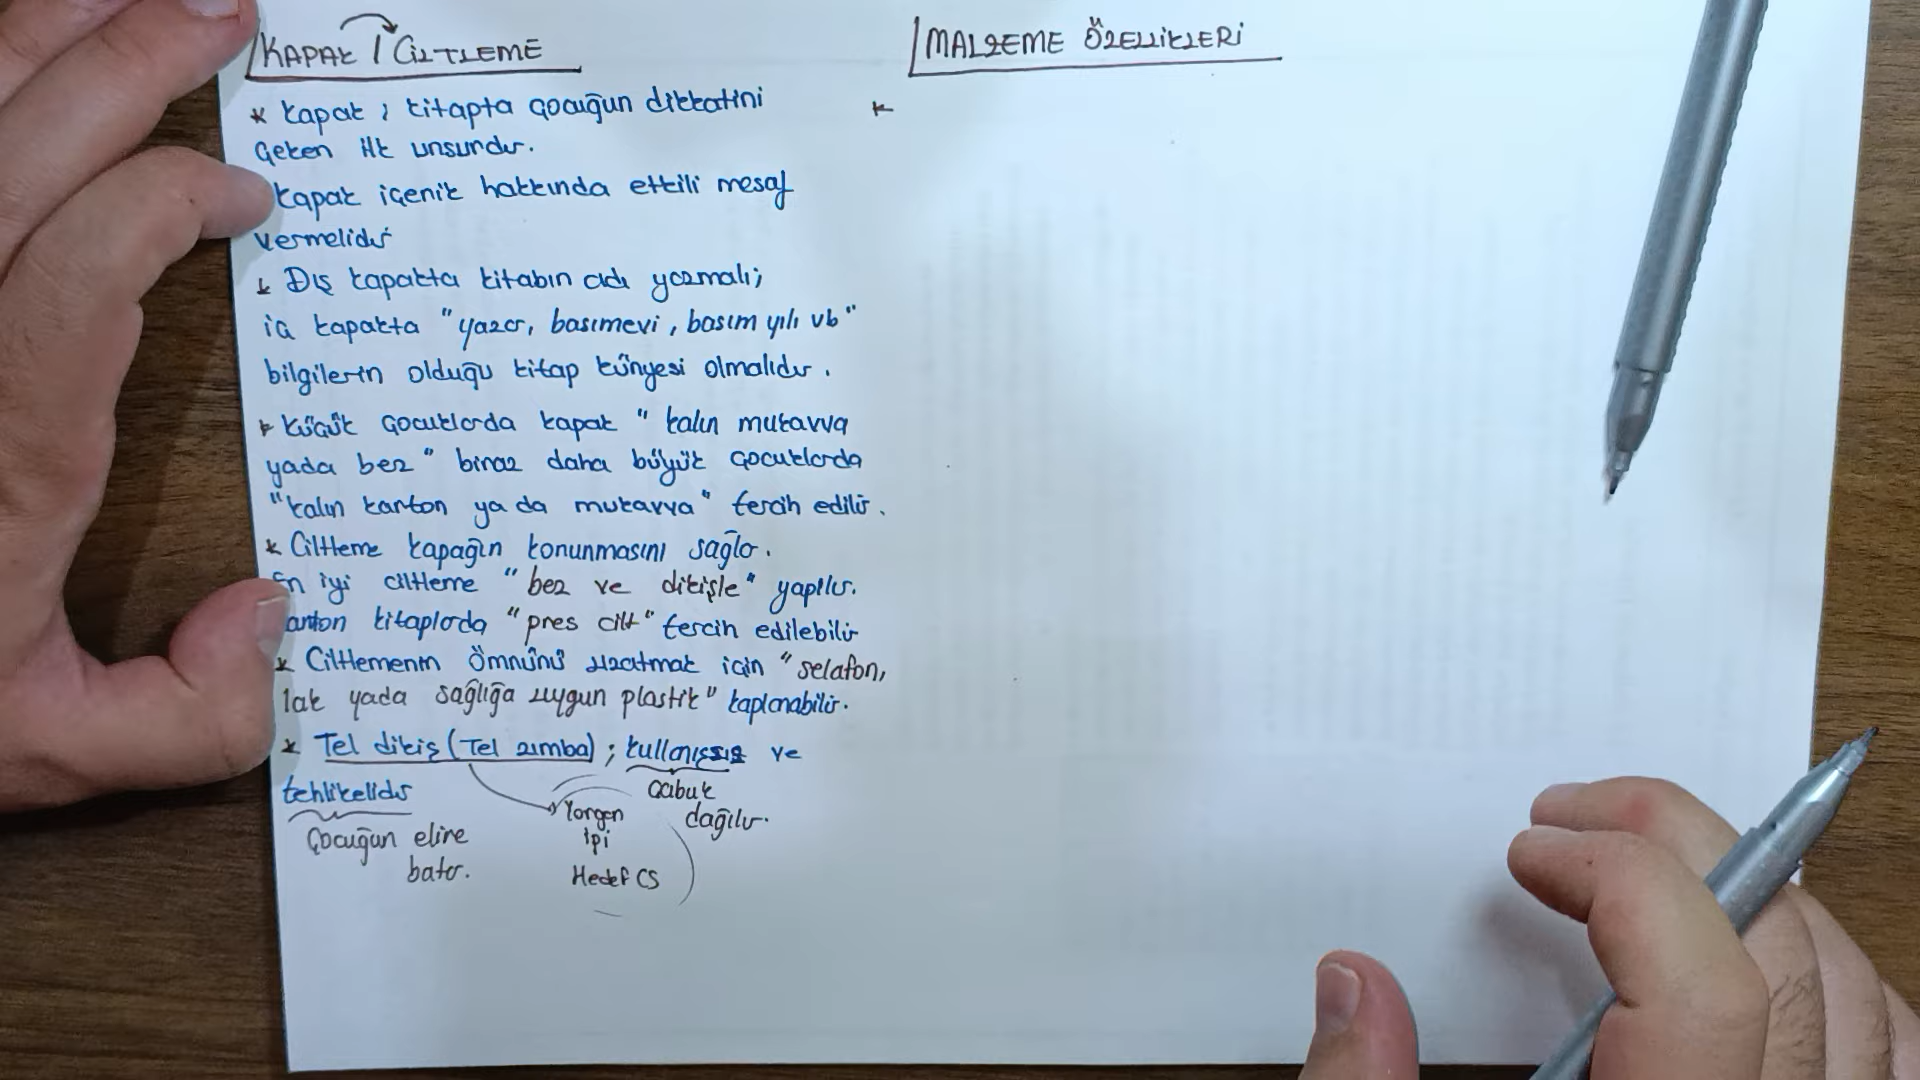 KAPAK / CİLTLEME
* Kapak ; kitapta çocuğun dikkatini
çeken ilk unsurdur.
Kapak içerik hakkında etkili mesaj
vermelidir
* Dış kapakta kitabın adı yazmalı;
iç kapakta "yazar, basımevi, basım yılı vb"
bilgilerin olduğu kitap künyesi olmalıdır.
* Küçük çocuklarda kapak "kalın mukavva
yada bez" biraz daha büyük çocuklarda
"kalın karton ya da mukavva" tercih edilir.
* Ciltleme kapağın korunmasını sağlar.
En iyi ciltleme "bez ve dikişle" yapılır.
arton kitaplarda "pres cilt" tercih edilebilir
* Ciltlemenin Ömrünü uzatmak için "selafon,
lak yada sağlığa uygun plastik" kaplanabilir.
* Tel dikiş (Tel zımba) ; kullanışsız ve
tehlikelidir
çabuk
dağılır.
Yorgan
ipi
Hedef CS
Çocuğun eline
batar.
MALZEME ÖZELLİKLERİ
*